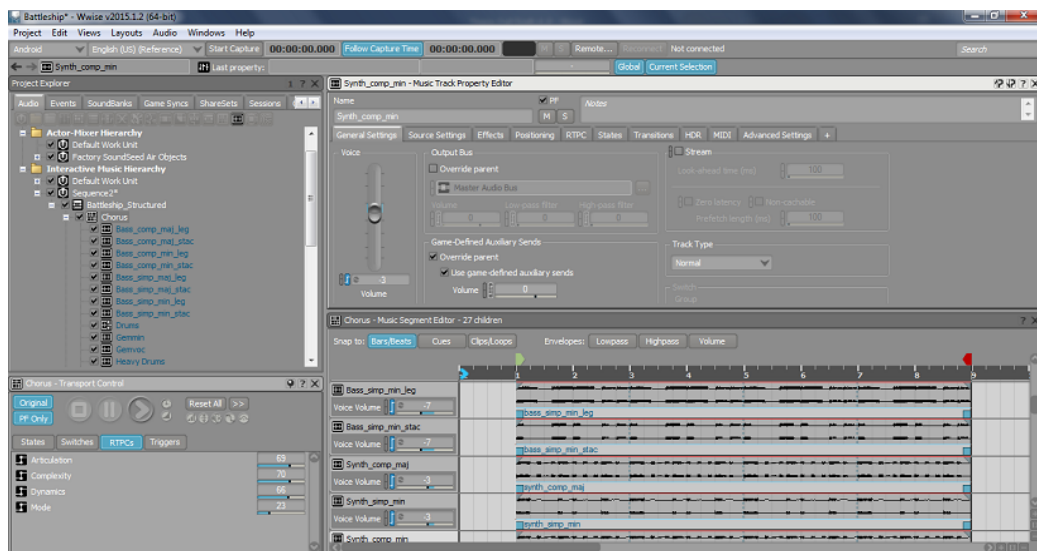 Battleship* - Wwise v2015.1.2 (64-bit)
Project Edit Views Layouts Audio Windows Help
Android English (US) (Reference) Start Capture 00:00:00.000 Follow Capture Time 00:00:00.000 M S Remote... Reconnect Not connected Search
Synth_comp_min Last property: Global Current Selection
Project Explorer 1 ? X
Audio Events SoundBanks Game Syncs ShareSets Sessions
Actor-Mixer Hierarchy
Default Work Unit
Factory SoundSeed Air Objects
Interactive Music Hierarchy
Default Work Unit
Sequence2*
Battleship_Structured
Chorus
Bass_comp_maj_leg
Bass_comp_maj_stac
Bass_comp_min_leg
Bass_comp_min_stac
Bass_simp_maj_leg
Bass_simp_maj_stac
Bass_simp_min_leg
Bass_simp_min_stac
Drums
Gemmin
Gemvoc
Heavy Drums
Chorus - Transport Control ? X
Original Reset All >>
PF Only
States Switches RTPCs Triggers
Articulation 69
Complexity 70
Dynamics 66
Mode 23
Synth_comp_min - Music Track Property Editor ? X
Name PF Notes
Synth_comp_min M S
General Settings Source Settings Effects Positioning RTPC States Transitions HDR MIDI Advanced Settings +
Voice
-3
Volume
Output Bus
Override parent
Master Audio Bus
Volume Low-pass filter High-pass filter
0 0 0
Game-Defined Auxiliary Sends
Override parent
Use game-defined auxiliary sends
Volume 0
Stream
Look-ahead time (ms) 100
Zero latency Non-cachable
Prefetch length (ms) 100
Track Type
Normal
Switch
Group
Chorus - Music Segment Editor - 27 children ? X
Snap to: Bars/Beats Cues Clips/Loops Envelopes: Lowpass Highpass Volume
1 2 3 4 5 6 7 8 9
Bass_simp_min_leg
Voice Volume -7
bass_simp_min_leg
Bass_simp_min_stac
Voice Volume -7
bass_simp_min_stac
Synth_comp_maj
Voice Volume -3
synth_comp_maj
Synth_simp_min
Voice Volume -3
synth_simp_min
Synth_comp_min